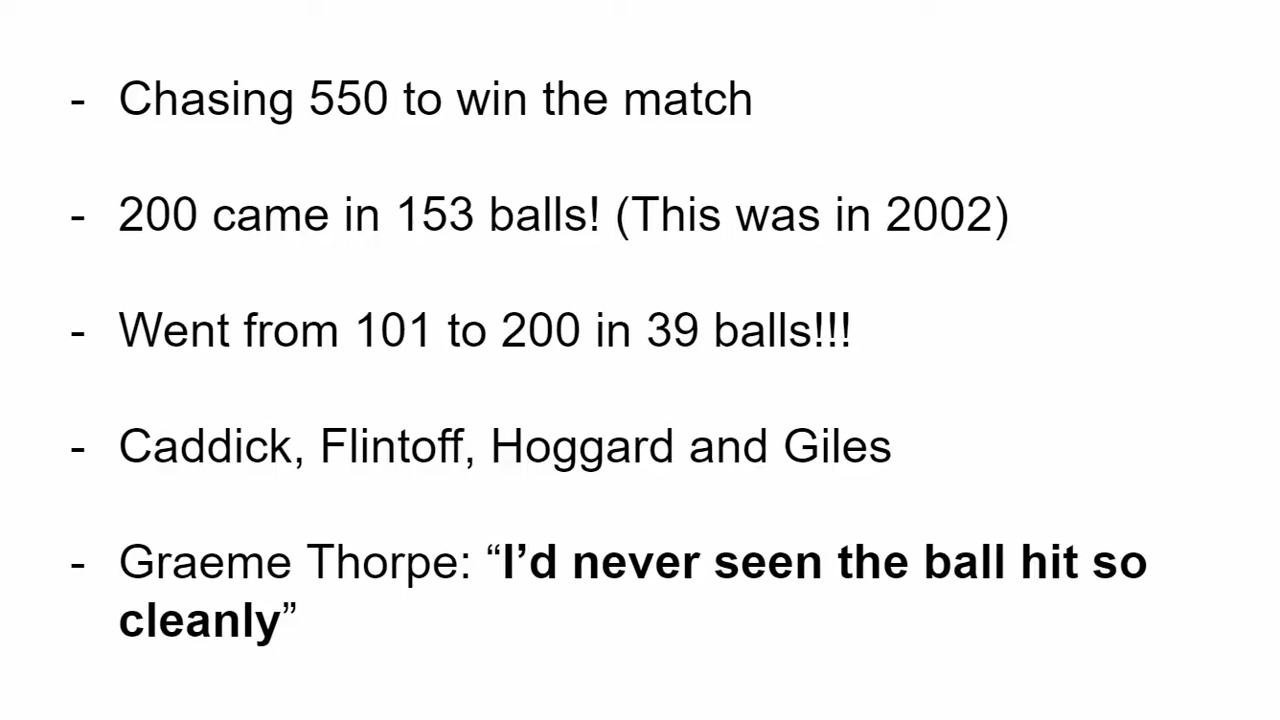 - Chasing 550 to win the match
- 200 came in 153 balls! (This was in 2002)
- Went from 101 to 200 in 39 balls!!!
- Caddick, Flintoff, Hoggard and Giles
- Graeme Thorpe: “I’d never seen the ball hit so
cleanly”